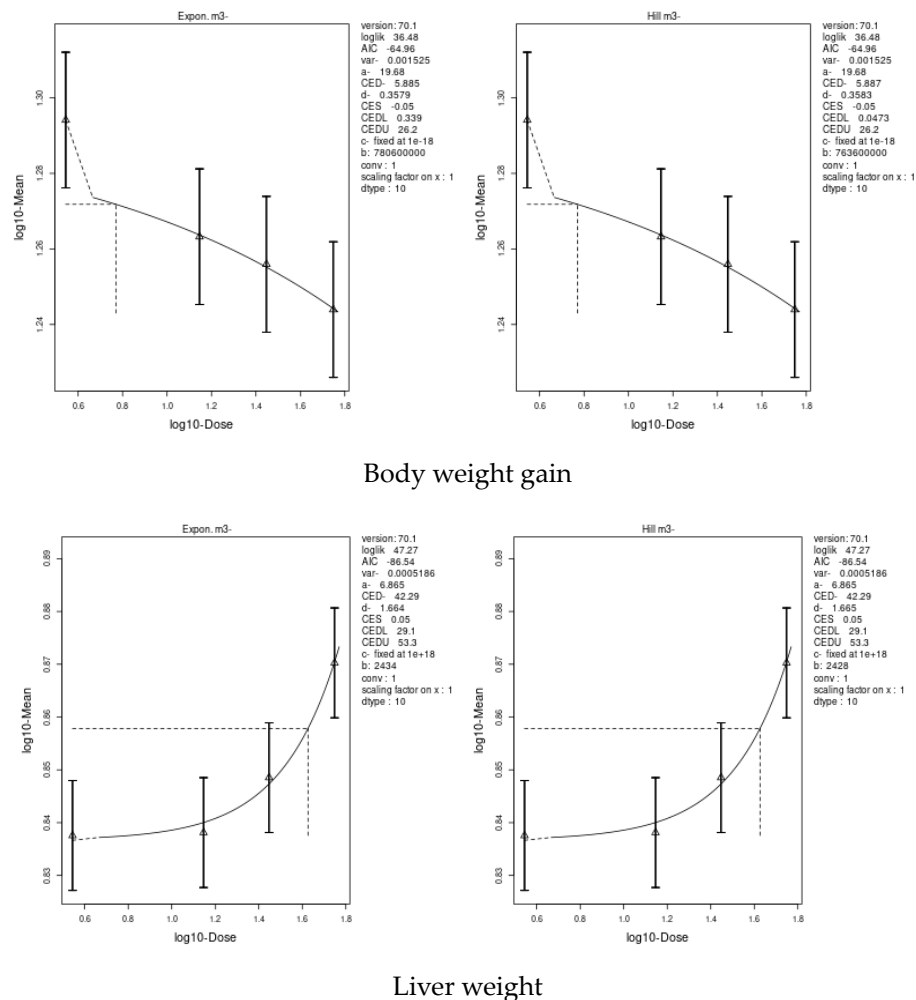 Expon. m3-
version: 70.1
loglik 36.48
AIC -64.96
var- 0.001525
a- 19.68
CED- 5.885
d- 0.3579
CES -0.05
CEDL 0.339
CEDU 26.2
c- fixed at 1e-18
b: 780600000
conv : 1
scaling factor on x : 1
dtype : 10
log10-Mean
1.30
1.28
1.26
1.24
0.6 0.8 1.0 1.2 1.4 1.6 1.8
log10-Dose
Hill m3-
version: 70.1
loglik 36.48
AIC -64.96
var- 0.001525
a- 19.68
CED- 5.887
d- 0.3583
CES -0.05
CEDL 0.0473
CEDU 26.2
c- fixed at 1e-18
b: 763600000
conv : 1
scaling factor on x : 1
dtype : 10
log10-Mean
1.30
1.28
1.26
1.24
0.6 0.8 1.0 1.2 1.4 1.6 1.8
log10-Dose
Body weight gain
Expon. m3-
version: 70.1
loglik 47.27
AIC -86.54
var- 0.0005186
a- 6.865
CED- 42.29
d- 1.664
CES 0.05
CEDL 29.1
CEDU 53.3
c- fixed at 1e+18
b: 2434
conv : 1
scaling factor on x : 1
dtype : 10
log10-Mean
0.89
0.88
0.87
0.86
0.85
0.84
0.83
0.6 0.8 1.0 1.2 1.4 1.6 1.8
log10-Dose
Hill m3-
version: 70.1
loglik 47.27
AIC -86.54
var- 0.0005186
a- 6.865
CED- 42.29
d- 1.665
CES 0.05
CEDL 29.1
CEDU 53.3
c- fixed at 1e+18
b: 2428
conv : 1
scaling factor on x : 1
dtype : 10
log10-Mean
0.89
0.88
0.87
0.86
0.85
0.84
0.83
0.6 0.8 1.0 1.2 1.4 1.6 1.8
log10-Dose
Liver weight